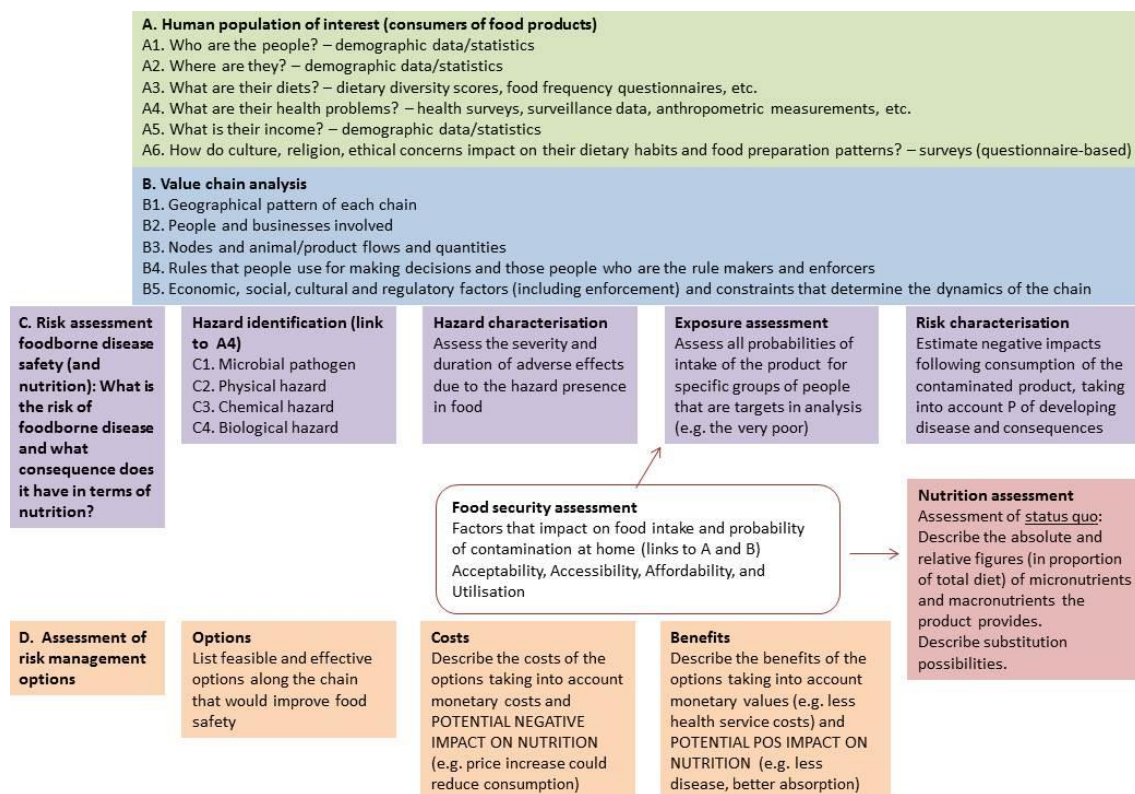 A. Human population of interest (consumers of food products)
A1. Who are the people? – demographic data/statistics
A2. Where are they? – demographic data/statistics
A3. What are their diets? – dietary diversity scores, food frequency questionnaires, etc.
A4. What are their health problems? – health surveys, surveillance data, anthropometric measurements, etc.
A5. What is their income? – demographic data/statistics
A6. How do culture, religion, ethical concerns impact on their dietary habits and food preparation patterns? – surveys (questionnaire-based)
B. Value chain analysis
B1. Geographical pattern of each chain
B2. People and businesses involved
B3. Nodes and animal/product flows and quantities
B4. Rules that people use for making decisions and those people who are the rule makers and enforcers
B5. Economic, social, cultural and regulatory factors (including enforcement) and constraints that determine the dynamics of the chain
C. Risk assessment
foodborne disease
safety (and
nutrition): What is
the risk of
foodborne disease
and what
consequence does
it have in terms of
nutrition?
Hazard identification (link
to A4)
C1. Microbial pathogen
C2. Physical hazard
C3. Chemical hazard
C4. Biological hazard
Hazard characterisation
Assess the severity and
duration of adverse effects
due to the hazard presence
in food
Exposure assessment
Assess all probabilities of
intake of the product for
specific groups of people
that are targets in analysis
(e.g. the very poor)
Risk characterisation
Estimate negative impacts
following consumption of the
contaminated product, taking
into account P of developing
disease and consequences
Food security assessment
Factors that impact on food intake and probability
of contamination at home (links to A and B)
Acceptability, Accessibility, Affordability, and
Utilisation
Nutrition assessment
Assessment of status quo:
Describe the absolute and
relative figures (in proportion
of total diet) of micronutrients
and macronutrients the
product provides.
Describe substitution
possibilities.
D. Assessment of
risk management
options
Options
List feasible and effective
options along the chain
that would improve food
safety
Costs
Describe the costs of the
options taking into account
monetary costs and
POTENTIAL NEGATIVE
IMPACT ON NUTRITION
(e.g. price increase could
reduce consumption)
Benefits
Describe the benefits of the
options taking into account
monetary values (e.g. less
health service costs) and
POTENTIAL POS IMPACT ON
NUTRITION (e.g. less
disease, better absorption)